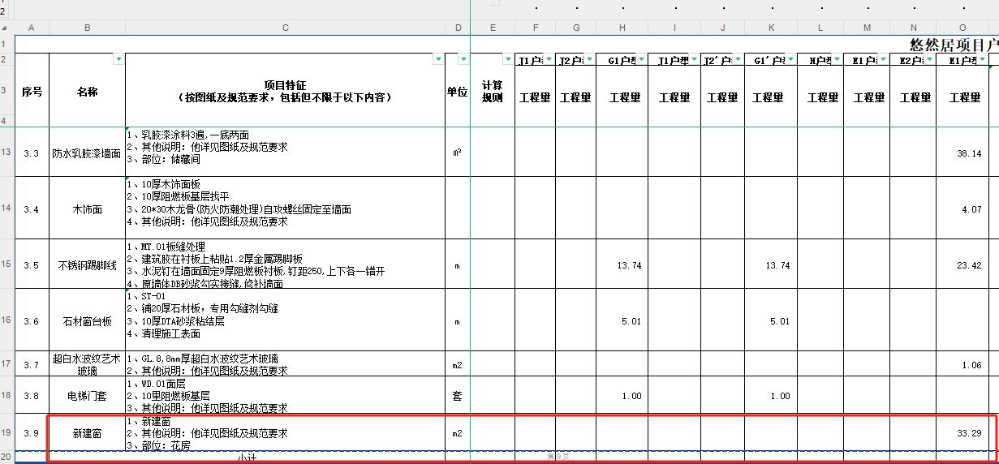 1
2
A B C D E F G H I J K L M N O
1 悠然居项目户
2 J1户型 J2户型 G1户型 J1户型 J2'户型 G1'户型 H户型 E1户型 E2户型 E1户型
3 序号 名称 项目特征 单位 计算 工程量 工程量 工程量 工程量 工程量 工程量 工程量 工程量 工程量 工程量
（按图纸及规范要求，包括但不限于以下内容） 规则
4
13 3.3 防水乳胶漆墙面 1、乳胶漆涂料3遍,一底两面 m² 38.14
2、其他说明：他详见图纸及规范要求
3、部位：储藏间
14 3.4 木饰面 1、10厚木饰面板 4.07
2、10厚阻燃板基层找平
3、20*30木龙骨(防火防潮处理)自攻螺丝固定至墙面
4、其他说明：他详见图纸及规范要求
15 3.5 不锈钢踢脚线 1、MT.01板缝处理 m 13.74 13.74 23.42
2、建筑胶在衬板上粘贴1.2厚金属踢脚板
3、水泥钉在墙面固定9厚阻燃板衬板,钉距250,上下各一错开
4、原墙体DB砂浆勾实接缝,修补墙面
16 3.6 石材窗台板 1、ST-01 m 5.01 5.01
2、铺20厚石材板，专用勾缝剂勾缝
3、10厚DTA砂浆粘结层
4、清理施工表面
17 3.7 超白水波纹艺术玻璃 1、GL.8,8mm厚超白水波纹艺术玻璃 m2 1.06
2、其他说明：他详见图纸及规范要求
18 3.8 电梯门套 1、WD.01面层 套 1.00 1.00
2、10里阻燃板基层
3、其他说明：他详见图纸及规范要求
19 3.9 新建窗 1、新建窗 m2 33.29
2、其他说明：他详见图纸及规范要求
3、部位：花房
20 小计 第 9 页